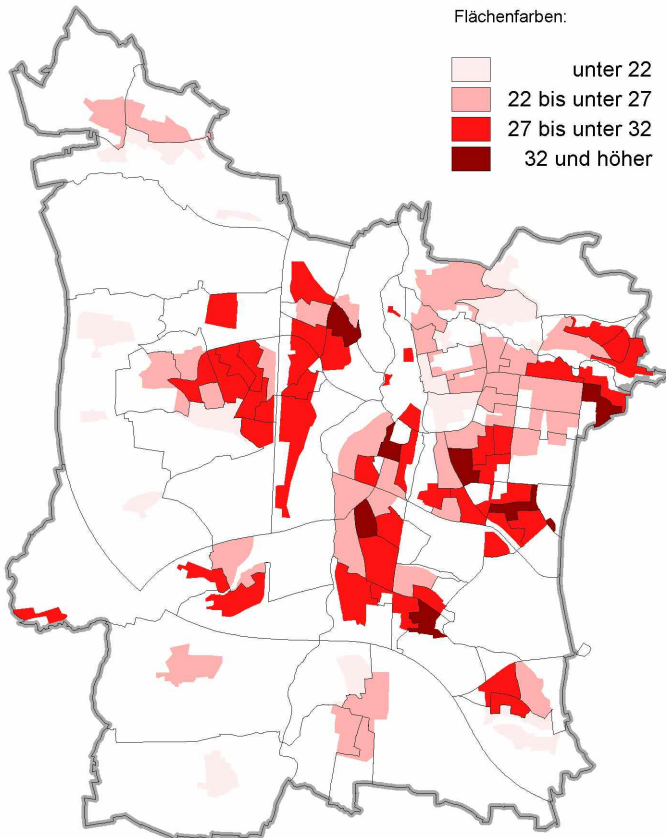 Flächenfarben:
unter 22
22 bis unter 27
27 bis unter 32
32 und höher